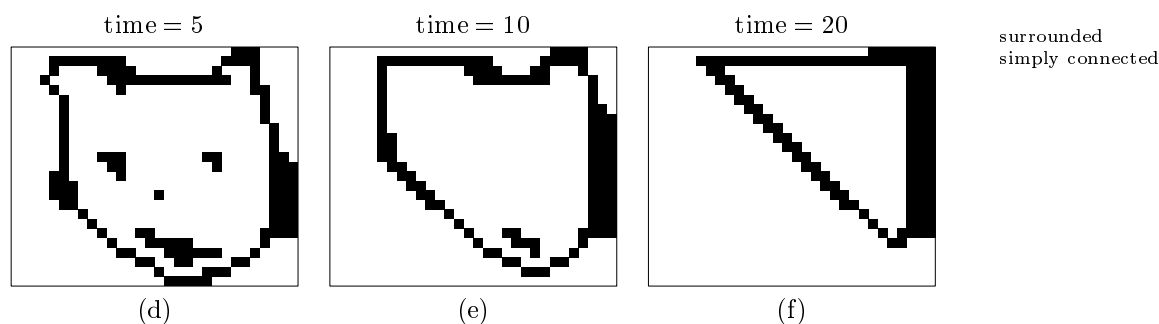 time = 5
time = 10
time = 20
surrounded
simply connected
(d)
(e)
(f)